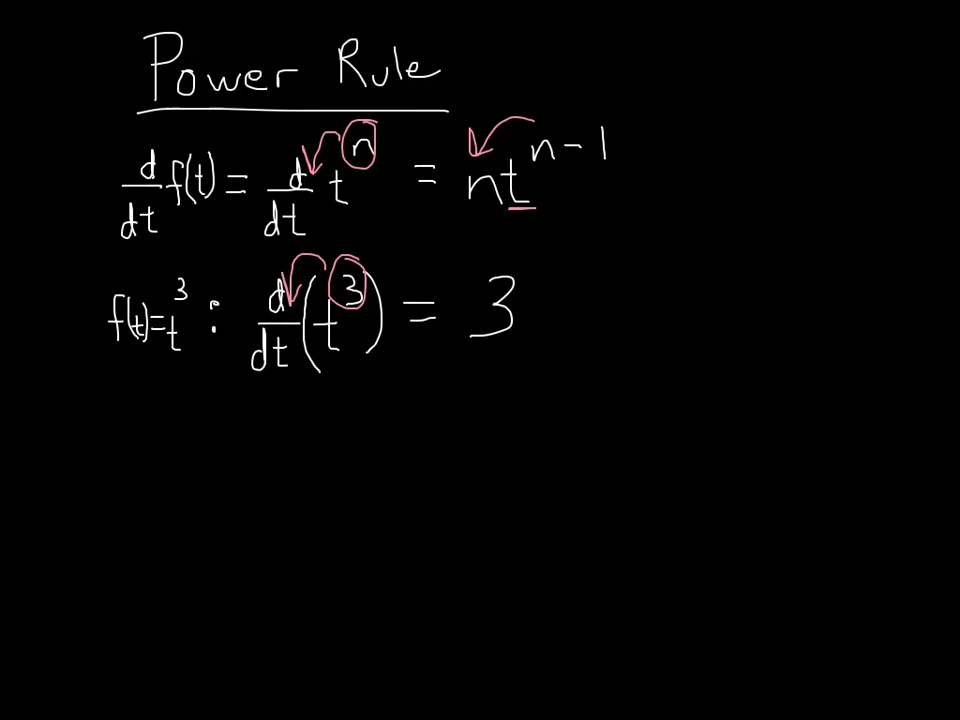 Power Rule
d/dt f(t) = d/dt t^n = nt^(n-1)
f(t)=t^3 : d/dt (t^3) = 3